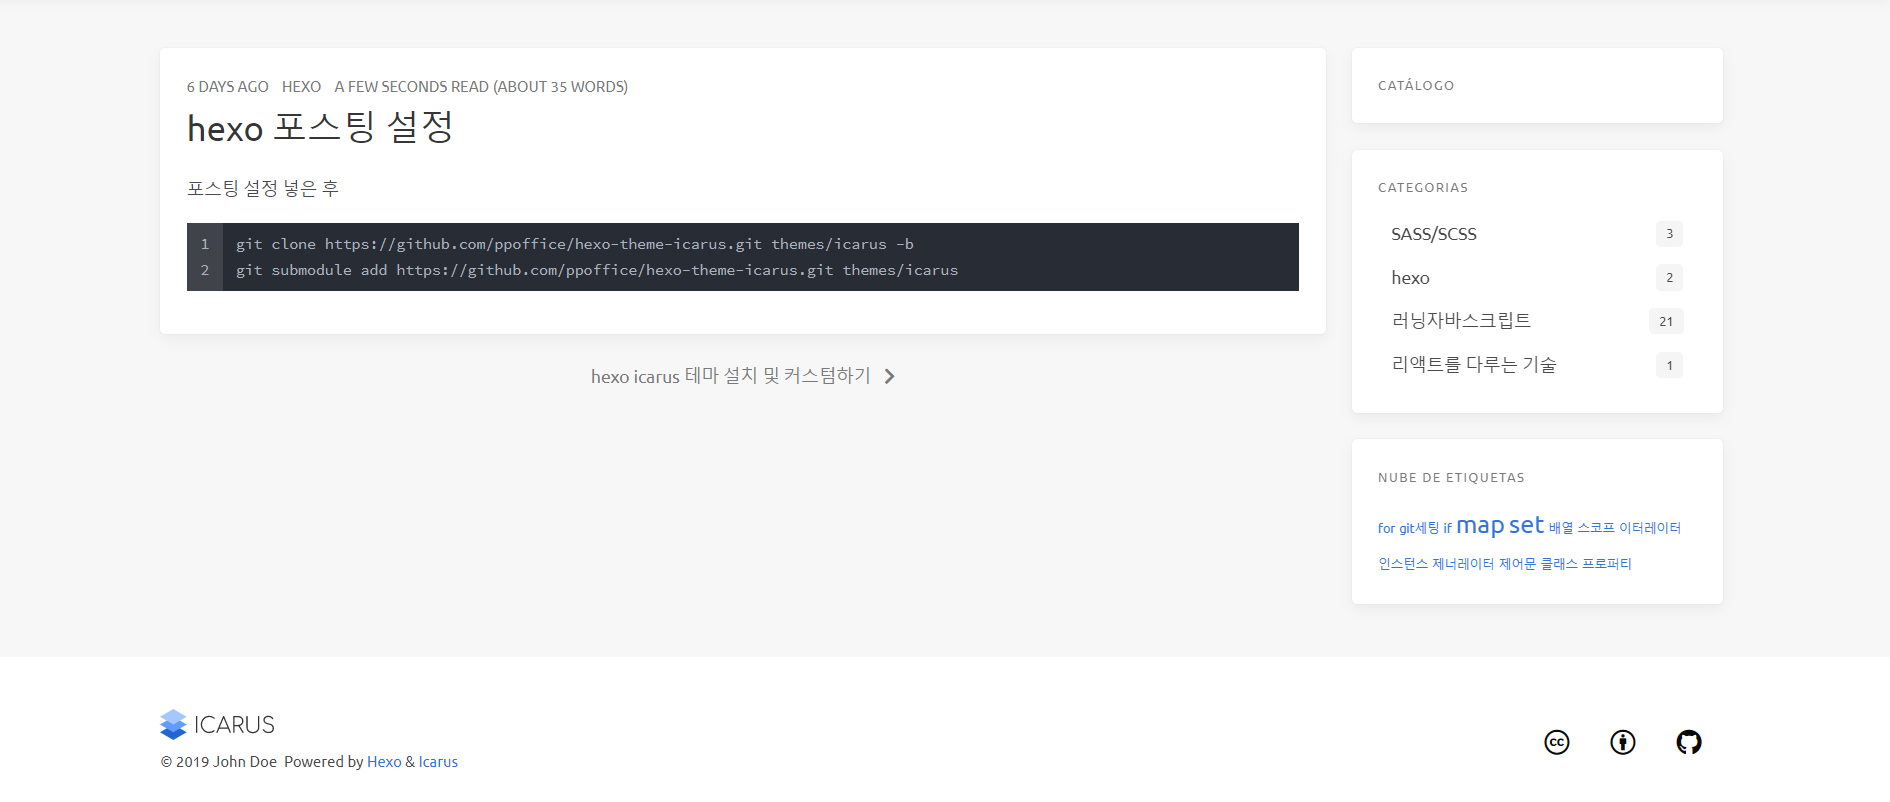 6 DAYS AGO HEXO A FEW SECONDS READ (ABOUT 35 WORDS)
hexo 포스팅 설정
포스팅 설정 넣은 후
1 git clone https://github.com/ppoffice/hexo-theme-icarus.git themes/icarus -b
2 git submodule add https://github.com/ppoffice/hexo-theme-icarus.git themes/icarus
hexo icarus 테마 설치 및 커스텀하기
CATÁLOGO
CATEGORIAS
SASS/SCSS 3
hexo 2
러닝자바스크립트 21
리액트를 다루는 기술 1
NUBE DE ETIQUETAS
for git세팅 if map set 배열 스코프 이터레이터
인스턴스 제너레이터 제어문 클래스 프로퍼티
ICARUS
© 2019 John Doe Powered by Hexo & Icarus
cc